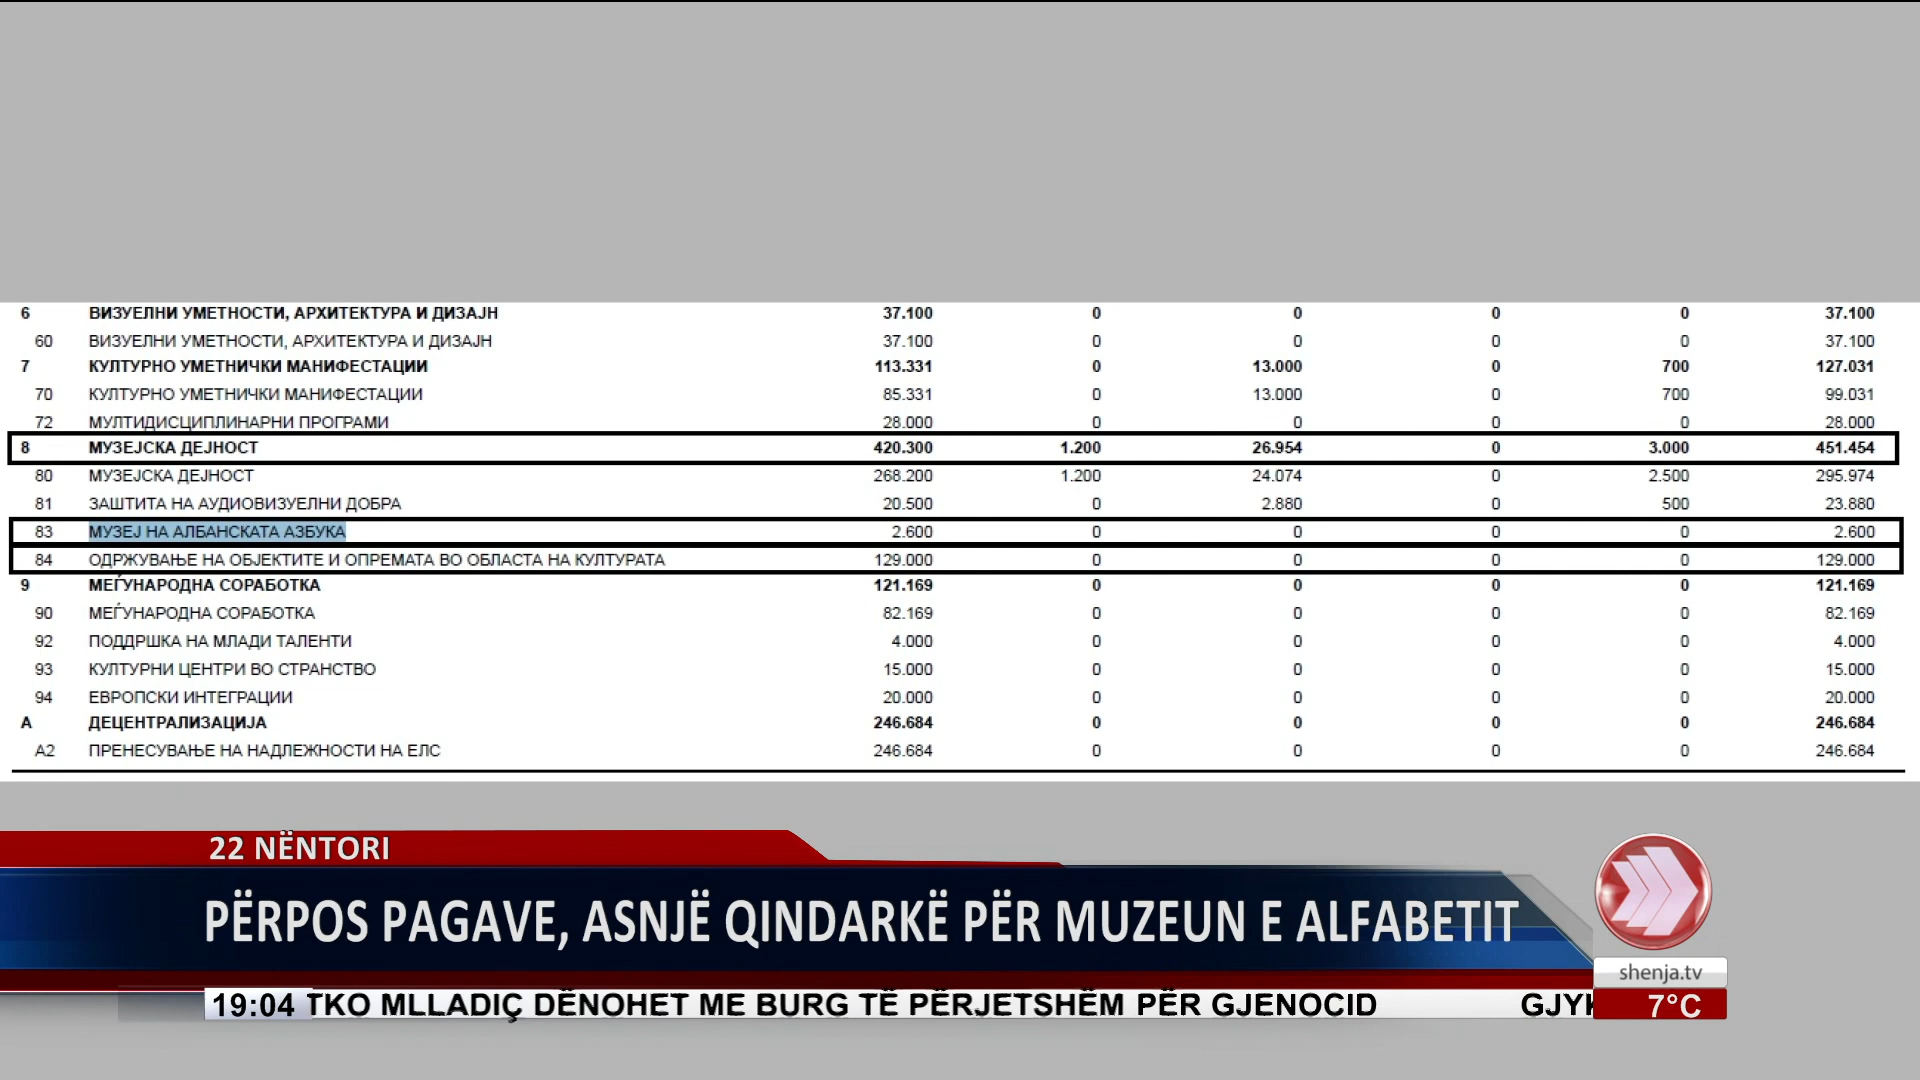 6 ВИЗУЕЛНИ УМЕТНОСТИ, АРХИТЕКТУРА И ДИЗАЈН 37.100 0 0 0 0 37.100
60 ВИЗУЕЛНИ УМЕТНОСТИ, АРХИТЕКТУРА И ДИЗАЈН 37.100 0 0 0 0 37.100
7 КУЛТУРНО УМЕТНИЧКИ МАНИФЕСТАЦИИ 113.331 0 13.000 0 700 127.031
70 КУЛТУРНО УМЕТНИЧКИ МАНИФЕСТАЦИИ 85.331 0 13.000 0 700 99.031
72 МУЛТИДИСЦИПЛИНАРНИ ПРОГРАМИ 28.000 0 0 0 0 28.000
8 МУЗЕЈСКА ДЕЈНОСТ 420.300 1.200 26.954 0 3.000 451.454
80 МУЗЕЈСКА ДЕЈНОСТ 268.200 1.200 24.074 0 2.500 295.974
81 ЗАШТИТА НА АУДИОВИЗУЕЛНИ ДОБРА 20.500 0 2.880 0 500 23.880
83 МУЗЕЈ НА АЛБАНСКАТА АЗБУКА 2.600 0 0 0 0 2.600
84 ОДРЖУВАЊЕ НА ОБЈЕКТИТЕ И ОПРЕМАТА ВО ОБЛАСТА НА КУЛТУРАТА 129.000 0 0 0 0 129.000
9 МЕЃУНАРОДНА СОРАБОТКА 121.169 0 0 0 0 121.169
90 МЕЃУНАРОДНА СОРАБОТКА 82.169 0 0 0 0 82.169
92 ПОДДРШКА НА МЛАДИ ТАЛЕНТИ 4.000 0 0 0 0 4.000
93 КУЛТУРНИ ЦЕНТРИ ВО СТРАНСТВО 15.000 0 0 0 0 15.000
94 ЕВРОПСКИ ИНТЕГРАЦИИ 20.000 0 0 0 0 20.000
А ДЕЦЕНТРАЛИЗАЦИЈА 246.684 0 0 0 0 246.684
А2 ПРЕНЕСУВАЊЕ НА НАДЛЕЖНОСТИ НА ЕЛС 246.684 0 0 0 0 246.684
22 NËNTORI
PËRPOS PAGAVE, ASNJË QINDARKË PËR MUZEUN E ALFABETIT
shenja.tv
19:04 TKO MLLADIÇ DËNOHET ME BURG TË PËRJETSHËM PËR GJENOCID GJYK 7°C